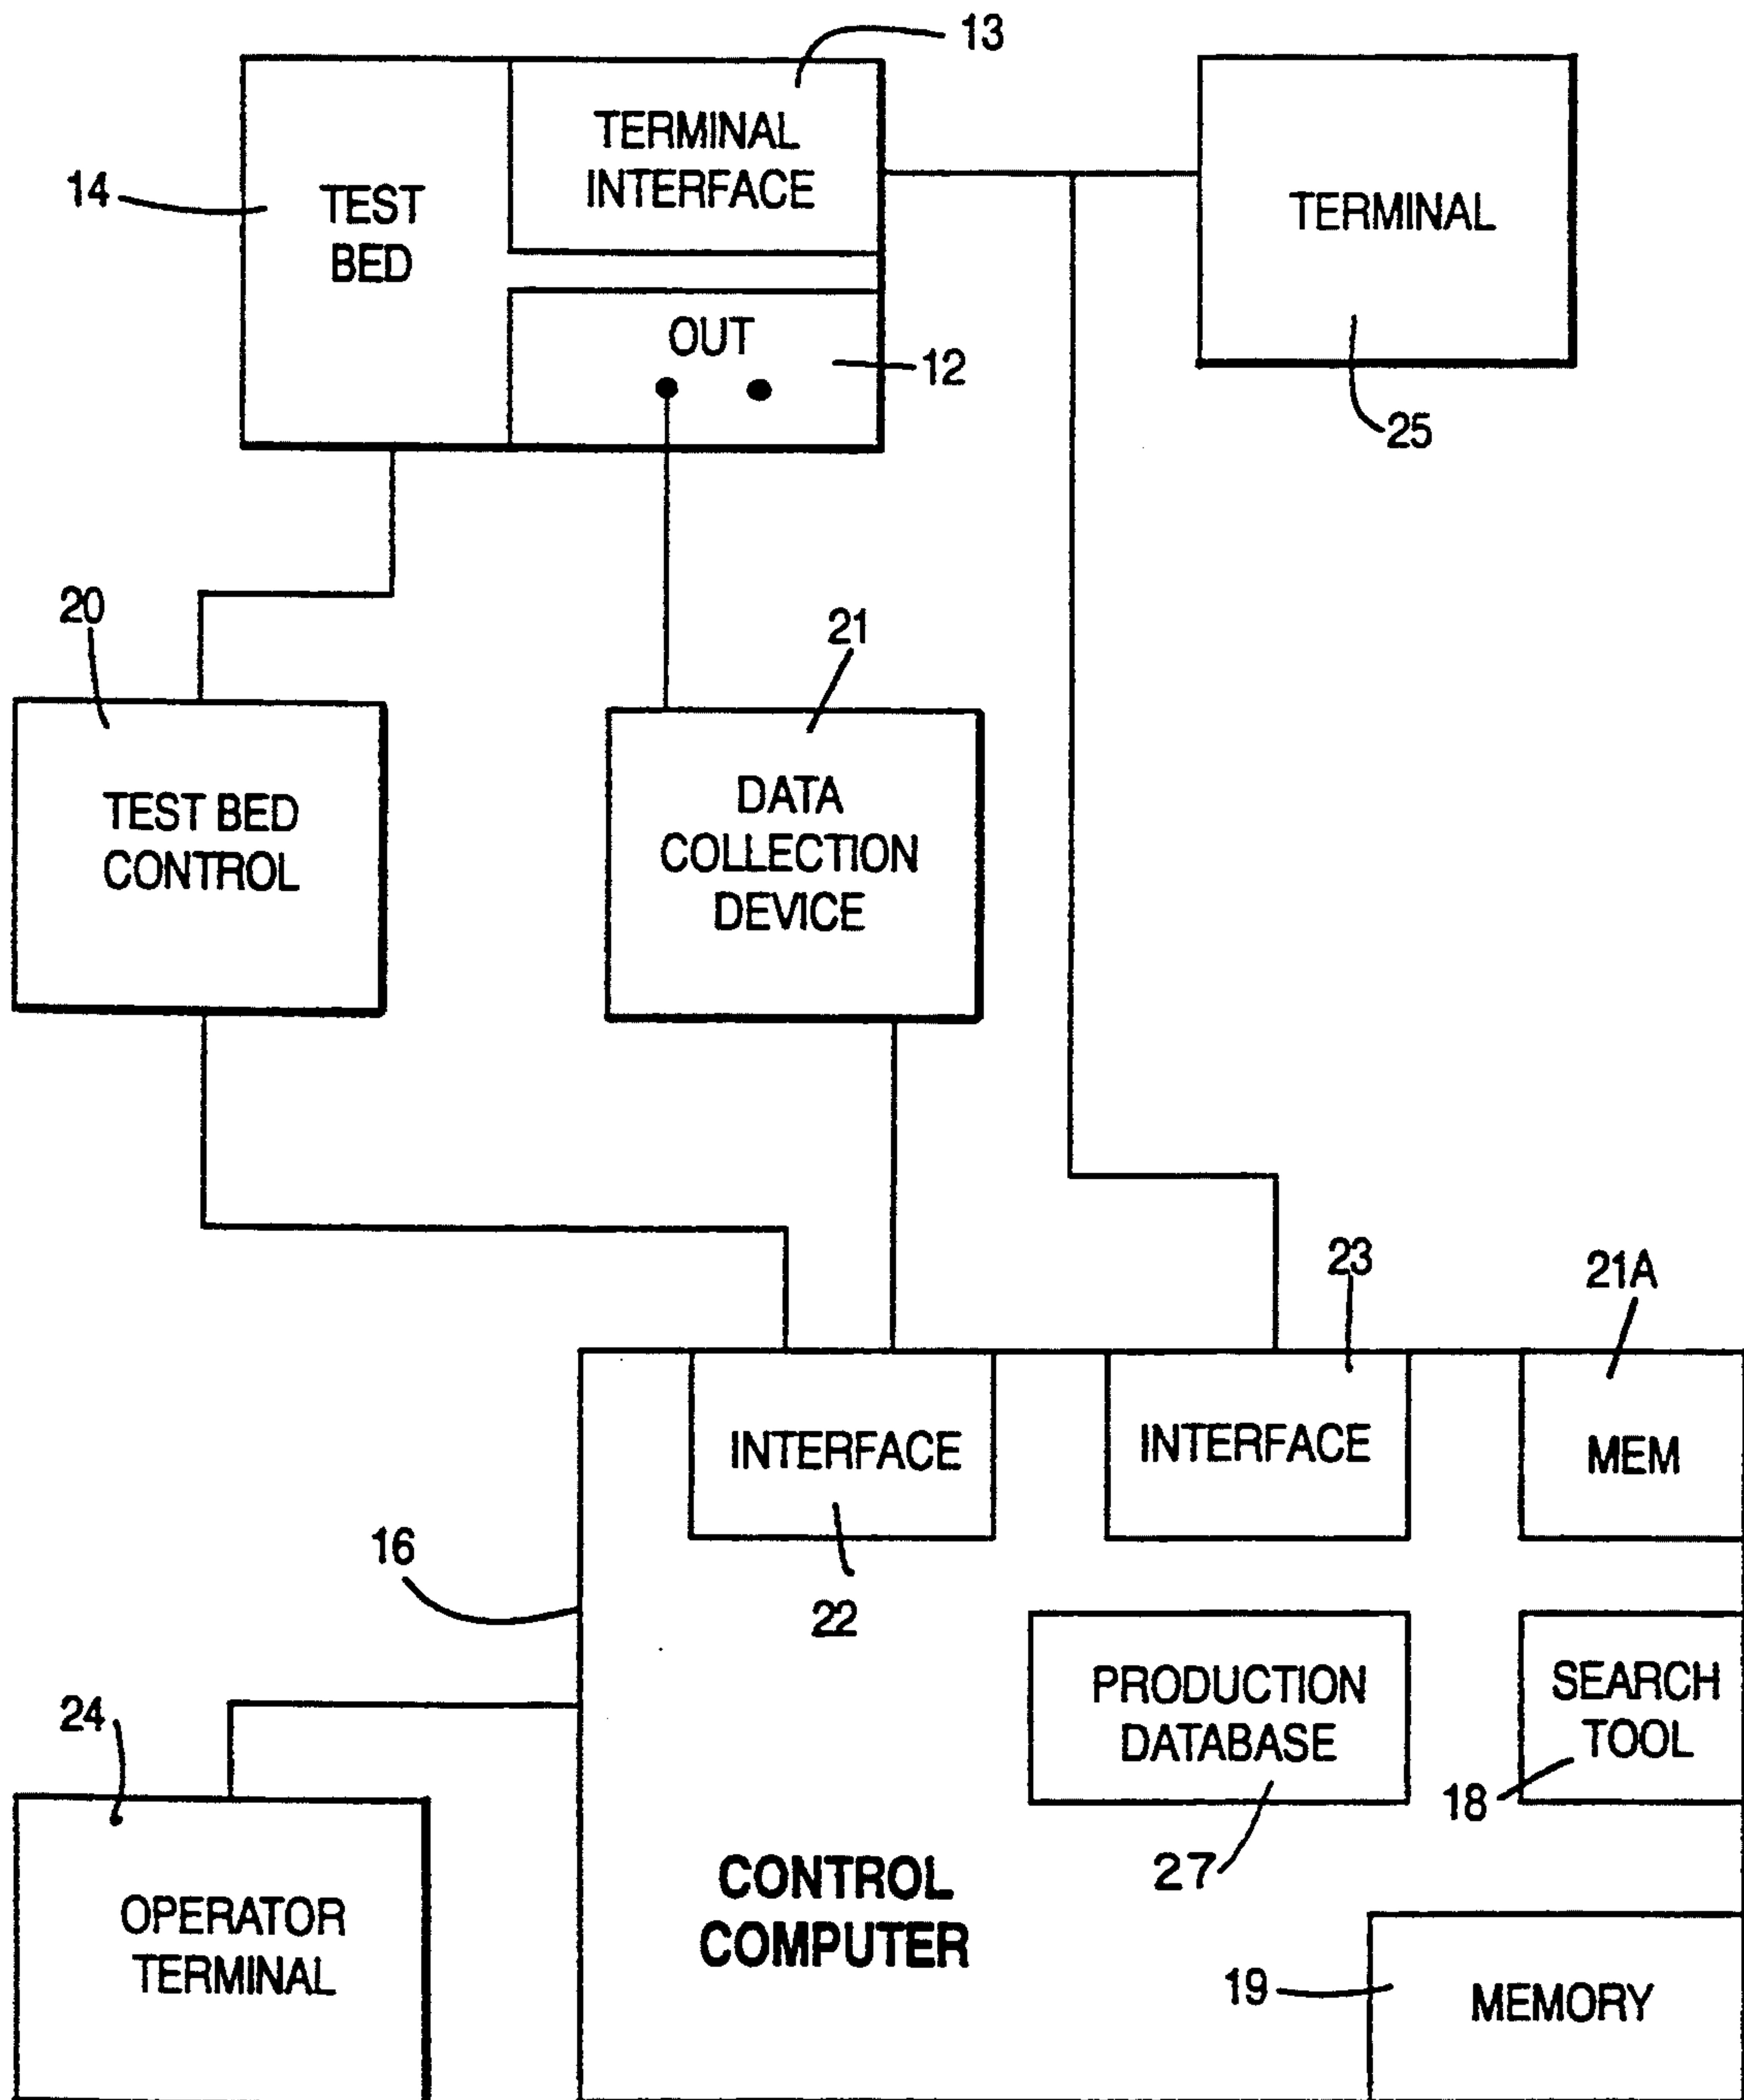 13
TERMINAL
INTERFACE
14
TEST
BED
TERMINAL
OUT
12
25
20
21
TEST BED
CONTROL
DATA
COLLECTION
DEVICE
23
21A
INTERFACE
INTERFACE
MEM
16
22
PRODUCTION
DATABASE
SEARCH
TOOL
24
18
27
CONTROL
COMPUTER
OPERATOR
TERMINAL
19
MEMORY